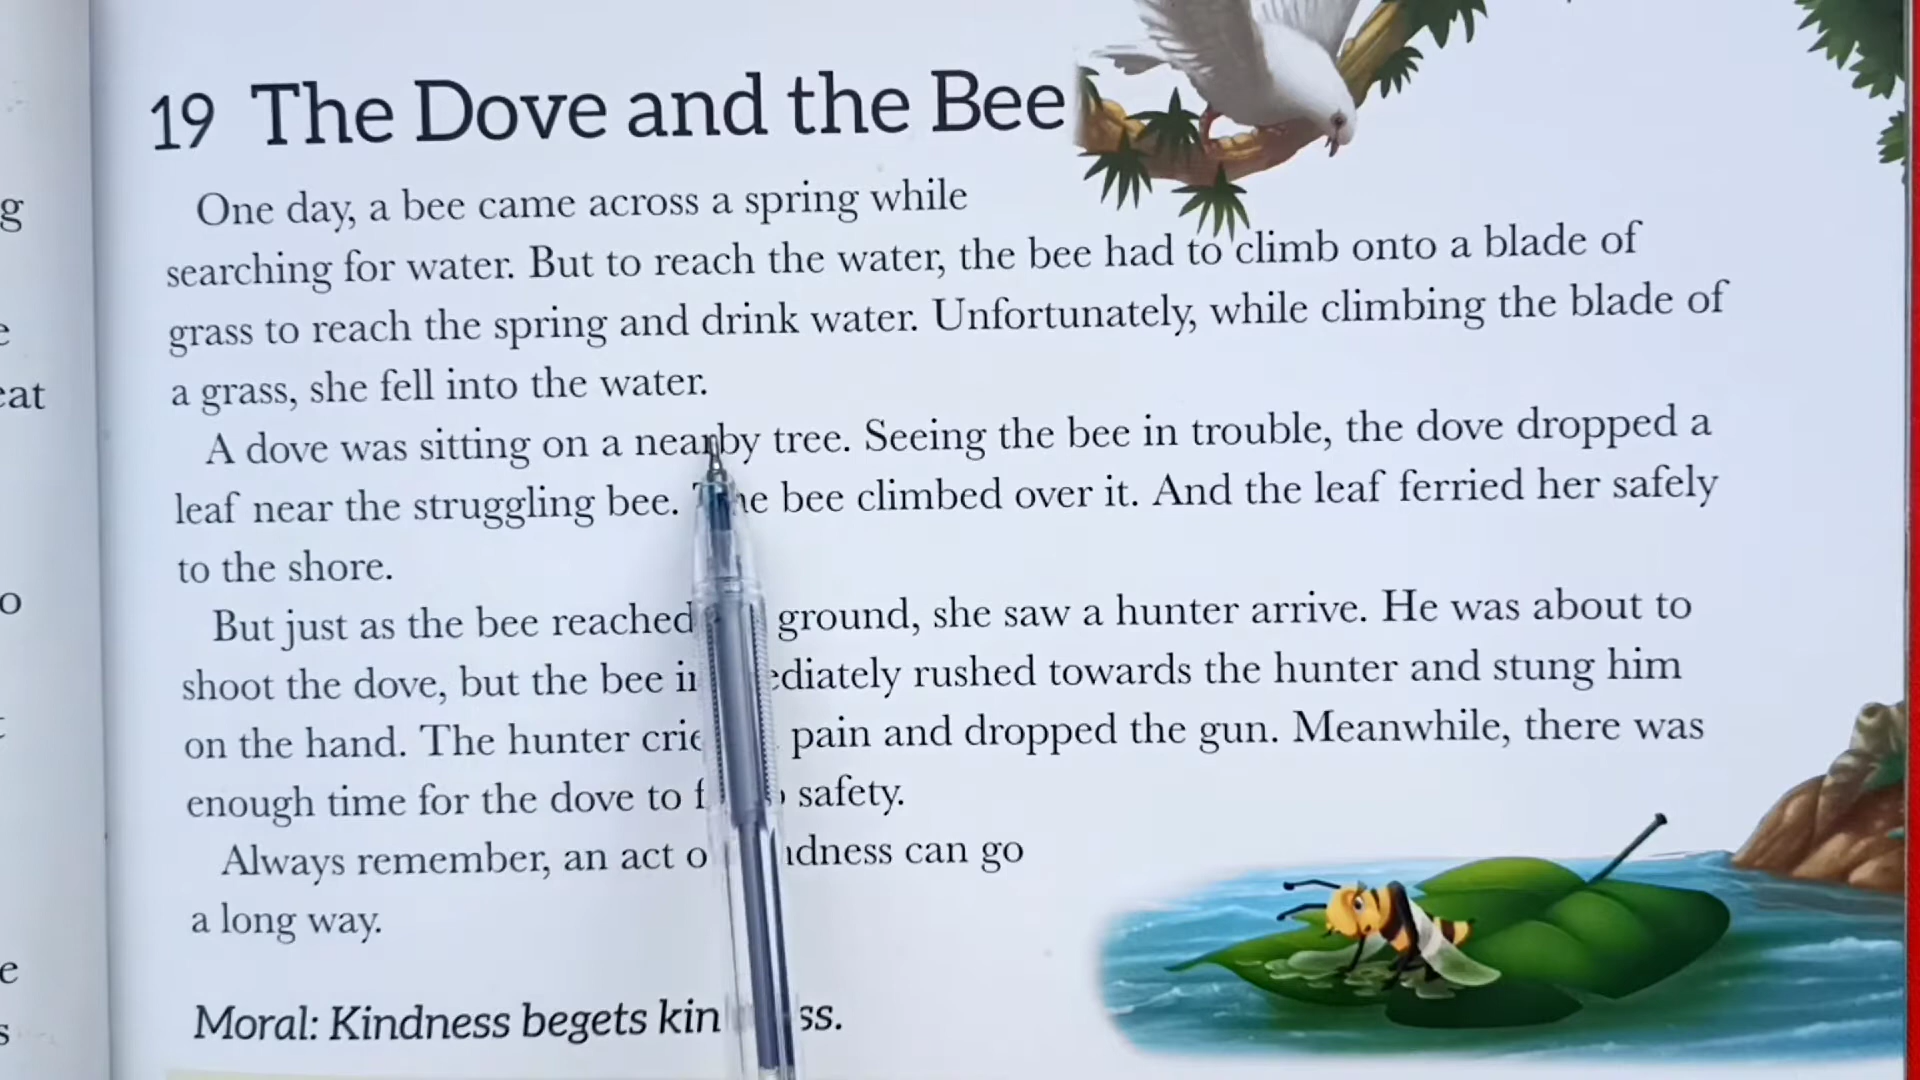 g
e
eat
o
t
e
s
19 The Dove and the Bee
One day, a bee came across a spring while
searching for water. But to reach the water, the bee had to climb onto a blade of
grass to reach the spring and drink water. Unfortunately, while climbing the blade of
a grass, she fell into the water.
A dove was sitting on a nearby tree. Seeing the bee in trouble, the dove dropped a
leaf near the struggling bee. The bee climbed over it. And the leaf ferried her safely
to the shore.
But just as the bee reached ground, she saw a hunter arrive. He was about to
shoot the dove, but the bee immediately rushed towards the hunter and stung him
on the hand. The hunter pain and dropped the gun. Meanwhile, there was
enough time for the dove to safety.
Always remember, an act kindness can go
a long way.
Moral: Kindness begets kindness.